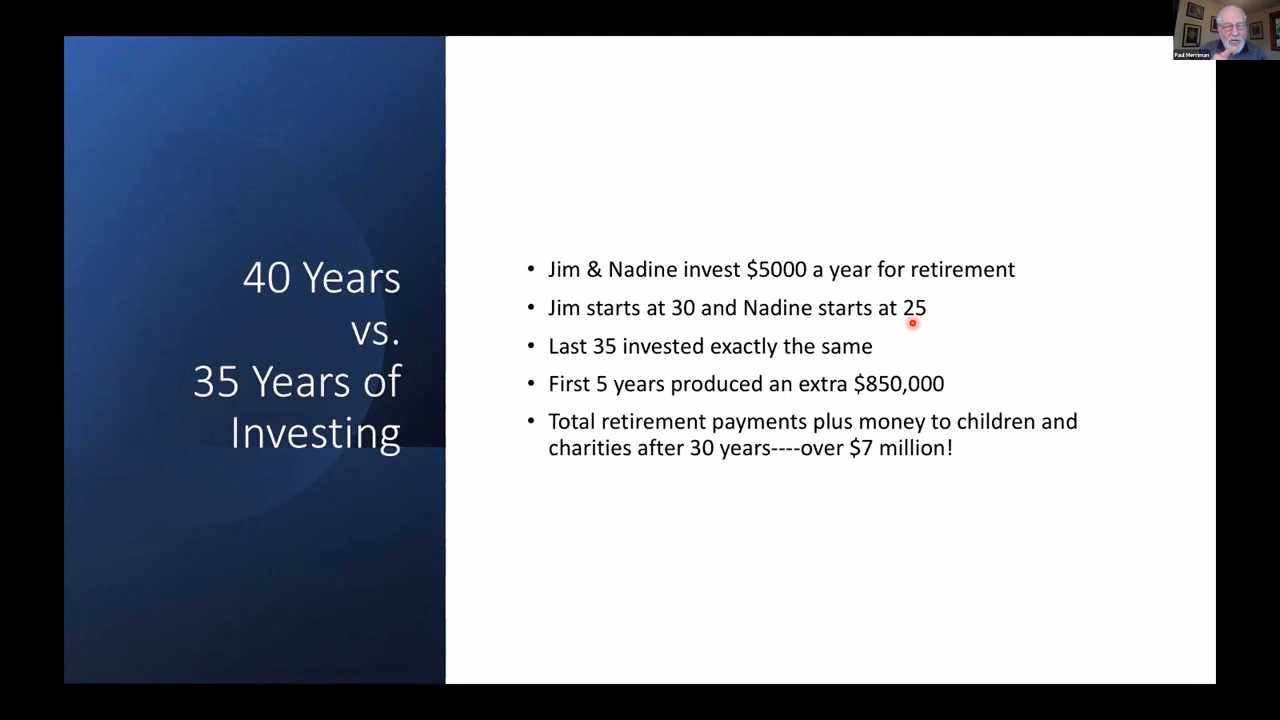 40 Years
vs.
35 Years of
Investing
• Jim & Nadine invest $5000 a year for retirement
• Jim starts at 30 and Nadine starts at 25
• Last 35 invested exactly the same
• First 5 years produced an extra $850,000
• Total retirement payments plus money to children and
charities after 30 years----over $7 million!
Paul Merriman